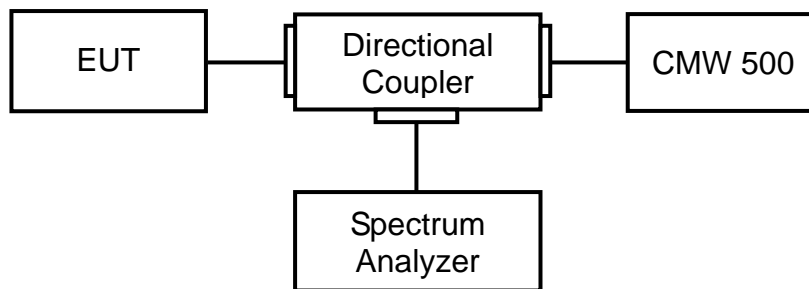 EUT
Directional
Coupler
CMW 500
Spectrum
Analyzer